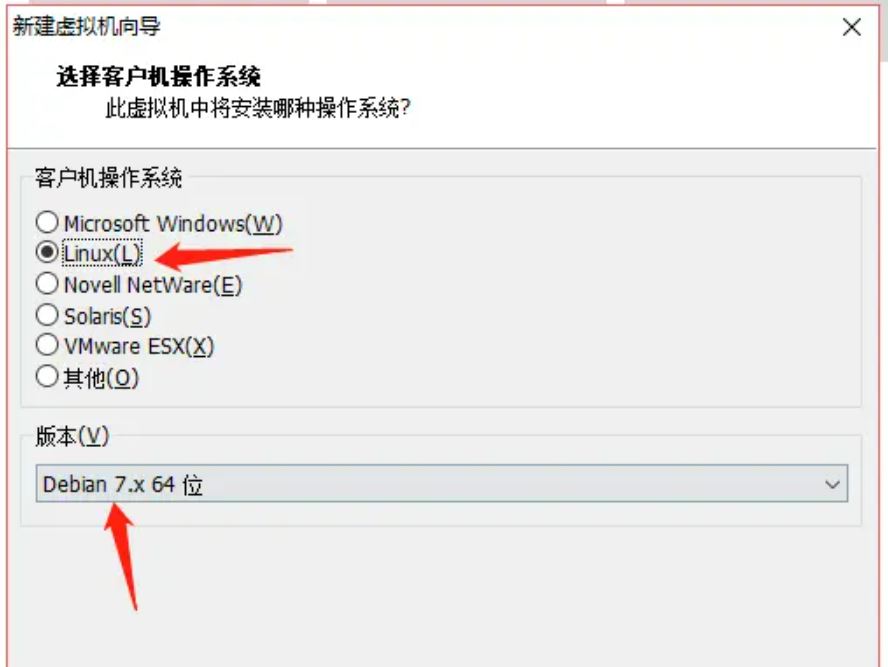 新建虚拟机向导
选择客户机操作系统
此虚拟机中将安装哪种操作系统?
客户机操作系统
Microsoft Windows(W)
Linux(L)
Novell NetWare(E)
Solaris(S)
VMware ESX(X)
其他(O)
版本(V)
Debian 7.x 64 位